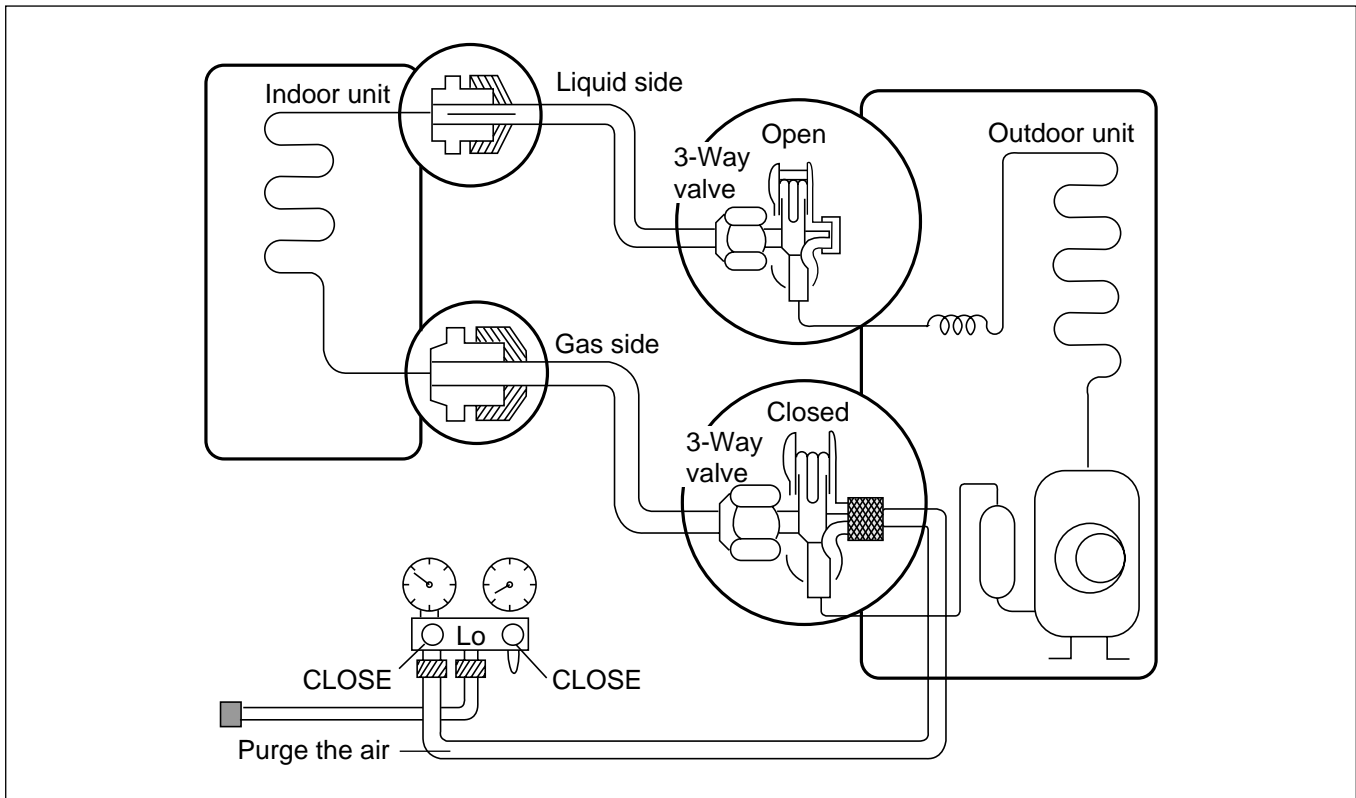 Indoor unit
Liquid side
Open
3-Way
valve
Outdoor unit
Gas side
Closed
3-Way
valve
Lo
CLOSE
CLOSE
Purge the air